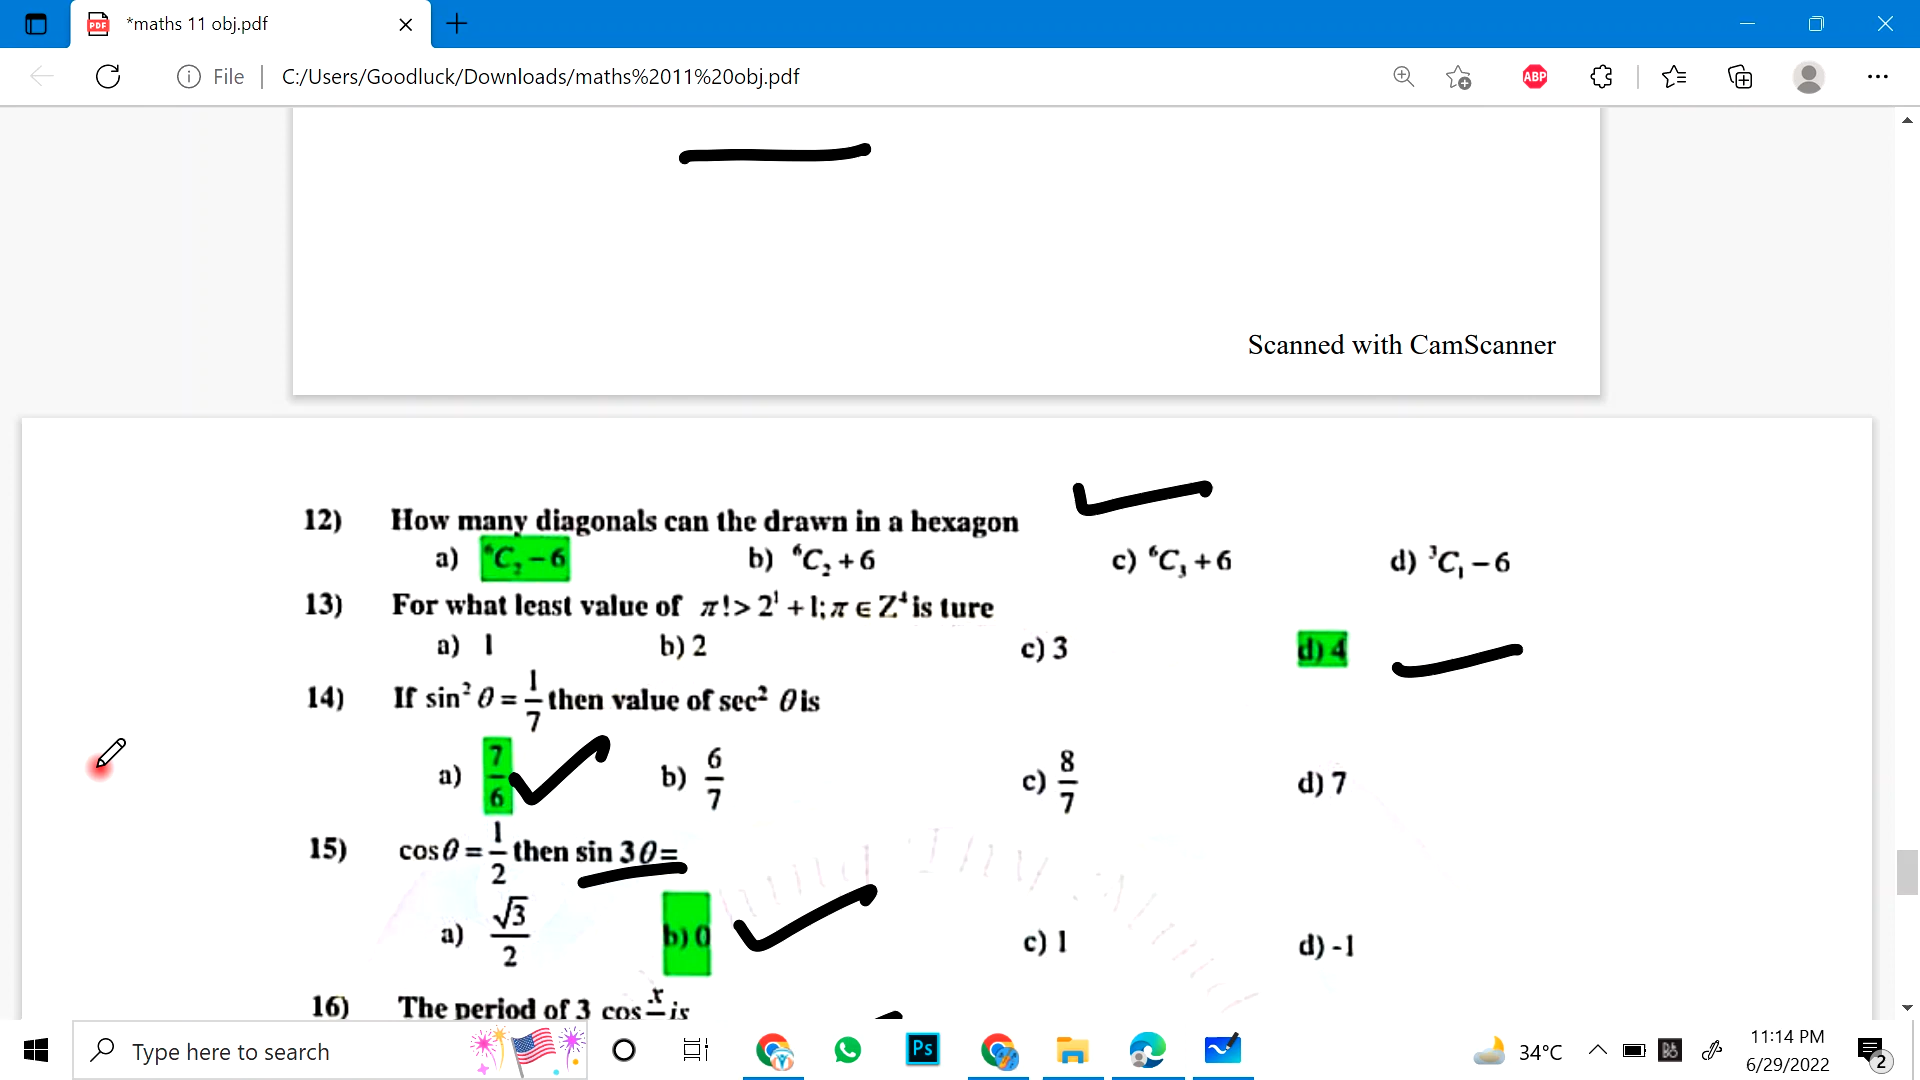 *maths 11 obj.pdf
File | C:/Users/Goodluck/Downloads/maths%2011%20obj.pdf
ABP
Scanned with CamScanner
12) How many diagonals can the drawn in a hexagon
a) ⁶C₂ – 6 b) ⁶C₂ + 6 c) ⁶C₃ + 6 d) ³C₁ – 6
13) For what least value of π!> 2¹ + 1; π ∈ Z⁺ is ture
a) 1 b) 2 c) 3 d) 4
14) If sin² θ = 1/7 then value of sec² θ is
a) 7/6 b) 6/7 c) 8/7 d) 7
15) cos θ = 1/2 then sin 3θ =
a) √3/2 b) 0 c) 1 d) -1
16) The period of 3 cos x is
Type here to search
Ps
34°C
11:14 PM
6/29/2022
2